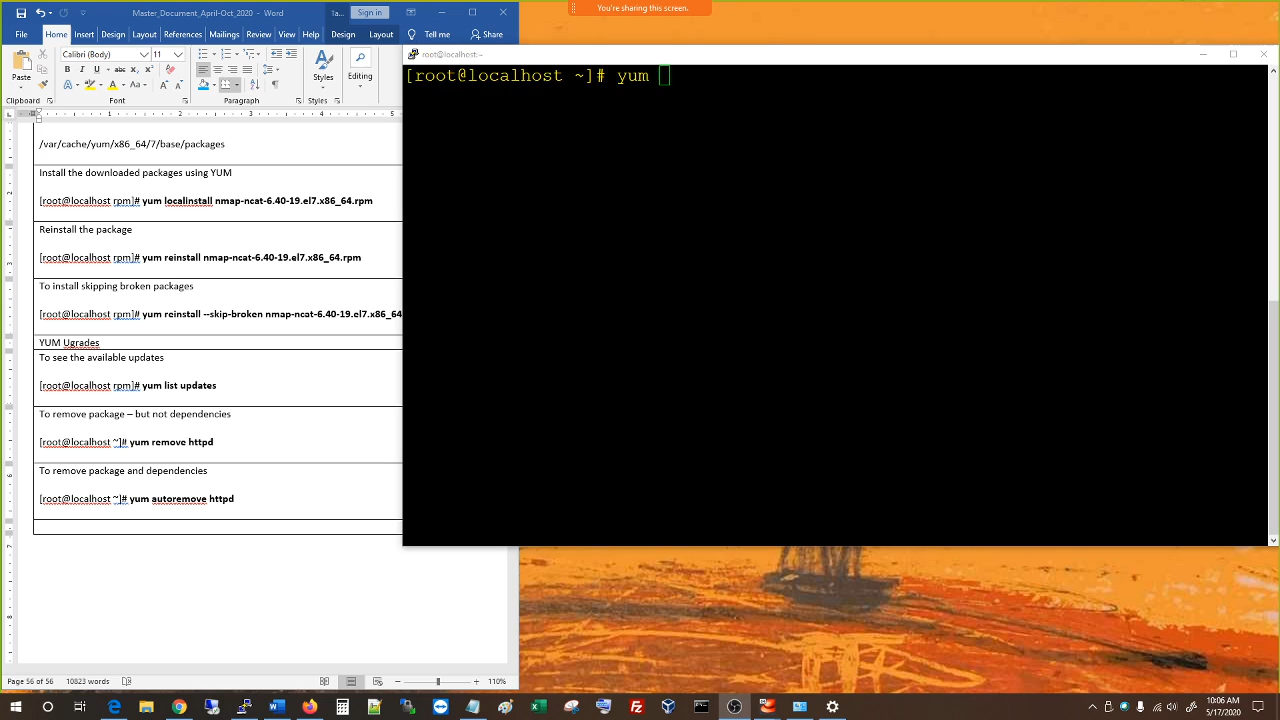 You're sharing this screen.
Master_Document_April-Oct_2020 - Word
Ta...
Sign in
File
Home
Insert
Design
Layout
References
Mailings
Review
View
Help
Design
Layout
Tell me
Share
Paste
Calibri (Body)
11
Styles
Editing
Clipboard
Font
Paragraph
Styles
/var/cache/yum/x86_64/7/base/packages
Install the downloaded packages using YUM
[root@localhost rpm]# yum localinstall nmap-ncat-6.40-19.el7.x86_64.rpm
Reinstall the package
[root@localhost rpm]# yum reinstall nmap-ncat-6.40-19.el7.x86_64.rpm
To install skipping broken packages
[root@localhost rpm]# yum reinstall --skip-broken nmap-ncat-6.40-19.el7.x86_64
YUM Ugrades
To see the available updates
[root@localhost rpm]# yum list updates
To remove package – but not dependencies
[root@localhost ~]# yum remove httpd
To remove package and dependencies
[root@localhost ~]# yum autoremove httpd
Page 56 of 56
10823 words
110%
root@localhost:~
[root@localhost ~]# yum
10:06 AM
5/17/2020